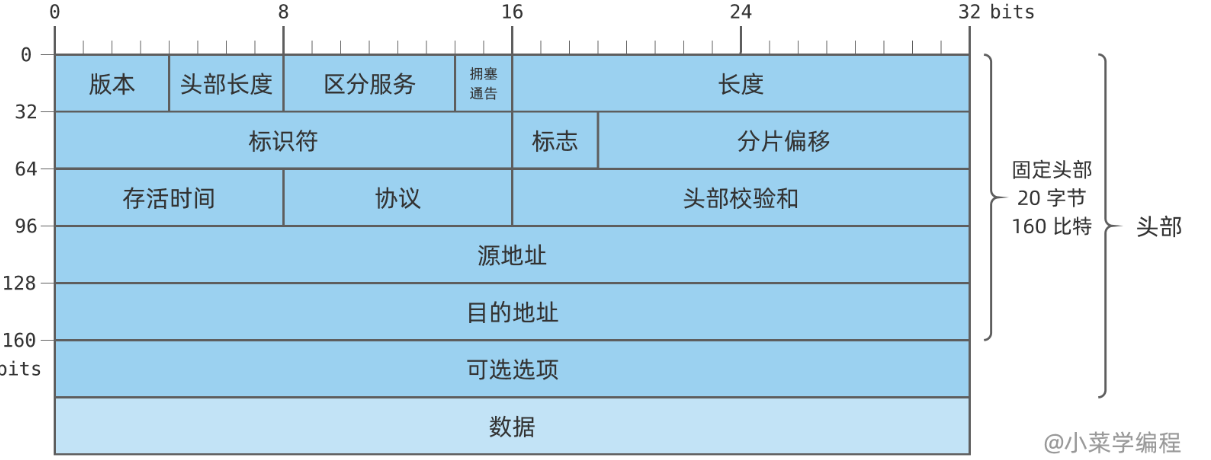 0 8 16 24 32 bits
0 版本 头部长度 区分服务 拥塞 长度
通告
32 标识符 标志 分片偏移
64 存活时间 协议 头部校验和
96 源地址
128 目的地址
160 可选选项
bits
数据
固定头部
20 字节
160 比特
头部
@小菜学编程